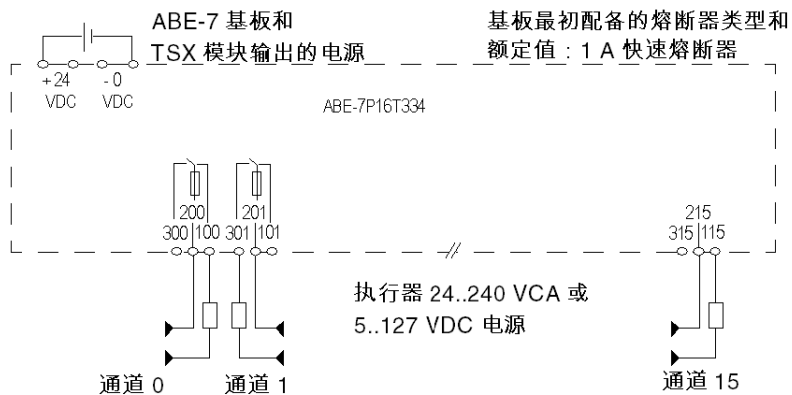 ABE-7 基板和
TSX 模块输出的电源
基板最初配备的熔断器类型和
额定值：1 A 快速熔断器
+24 -0
VDC VDC
ABE-7P16T334
200 201 215
300 100 301 101 315 115
执行器 24..240 VCA 或
5..127 VDC 电源
通道 0 通道 1 通道 15